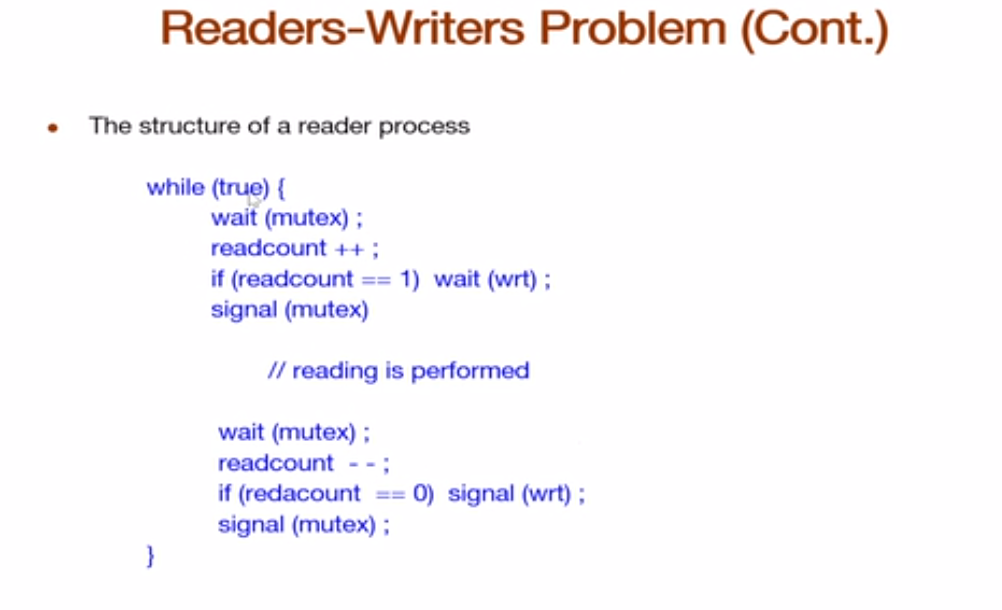 Readers-Writers Problem (Cont.)
• The structure of a reader process
while (true) {
wait (mutex) ;
readcount ++ ;
if (readcount == 1) wait (wrt) ;
signal (mutex)
// reading is performed
wait (mutex) ;
readcount - - ;
if (redacount == 0) signal (wrt) ;
signal (mutex) ;
}